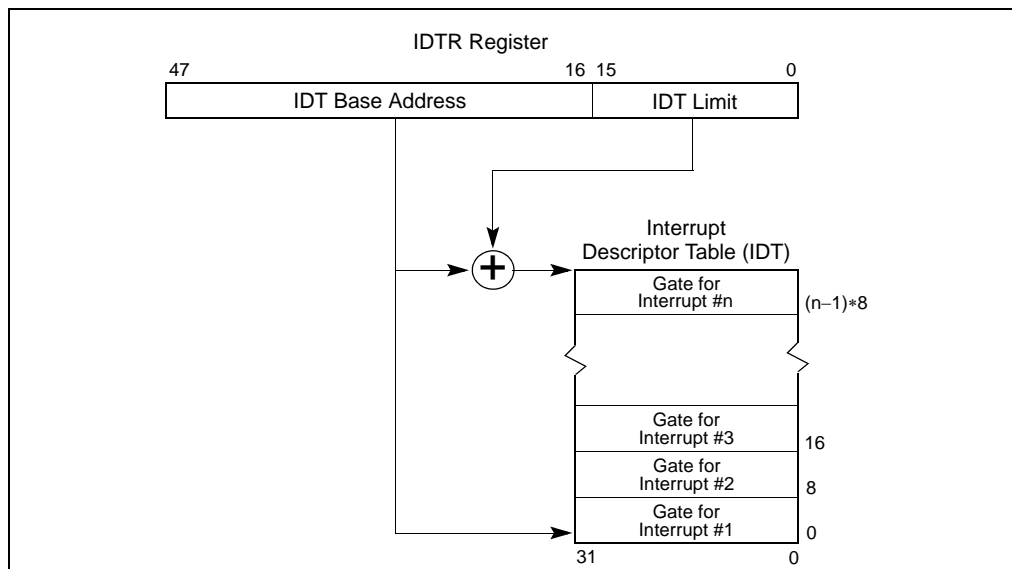 IDTR Register
47 16 15 0
IDT Base Address IDT Limit
+
Interrupt
Descriptor Table (IDT)
Gate for
Interrupt #n
(n−1)∗8
Gate for
Interrupt #3
16
Gate for
Interrupt #2
8
Gate for
Interrupt #1
0
31 0